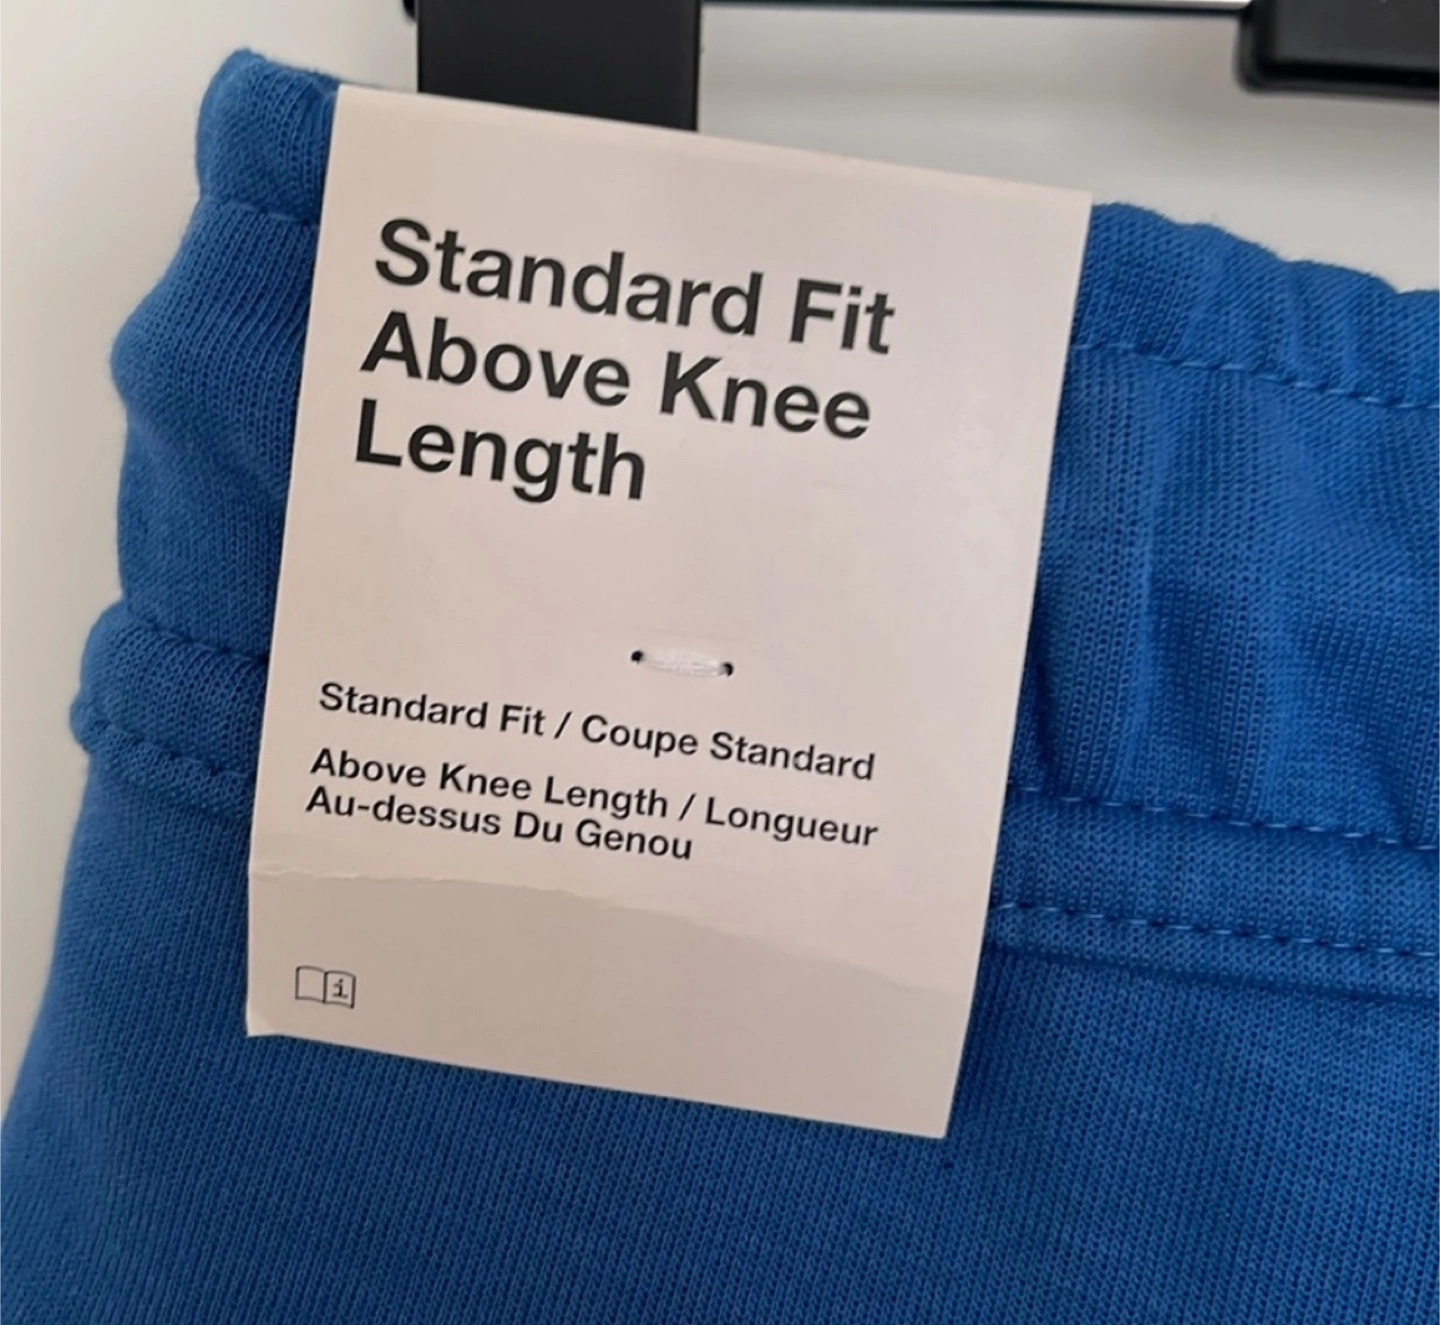 Standard Fit
Above Knee
Length
Standard Fit / Coupe Standard
Above Knee Length / Longueur
Au-dessus Du Genou
i